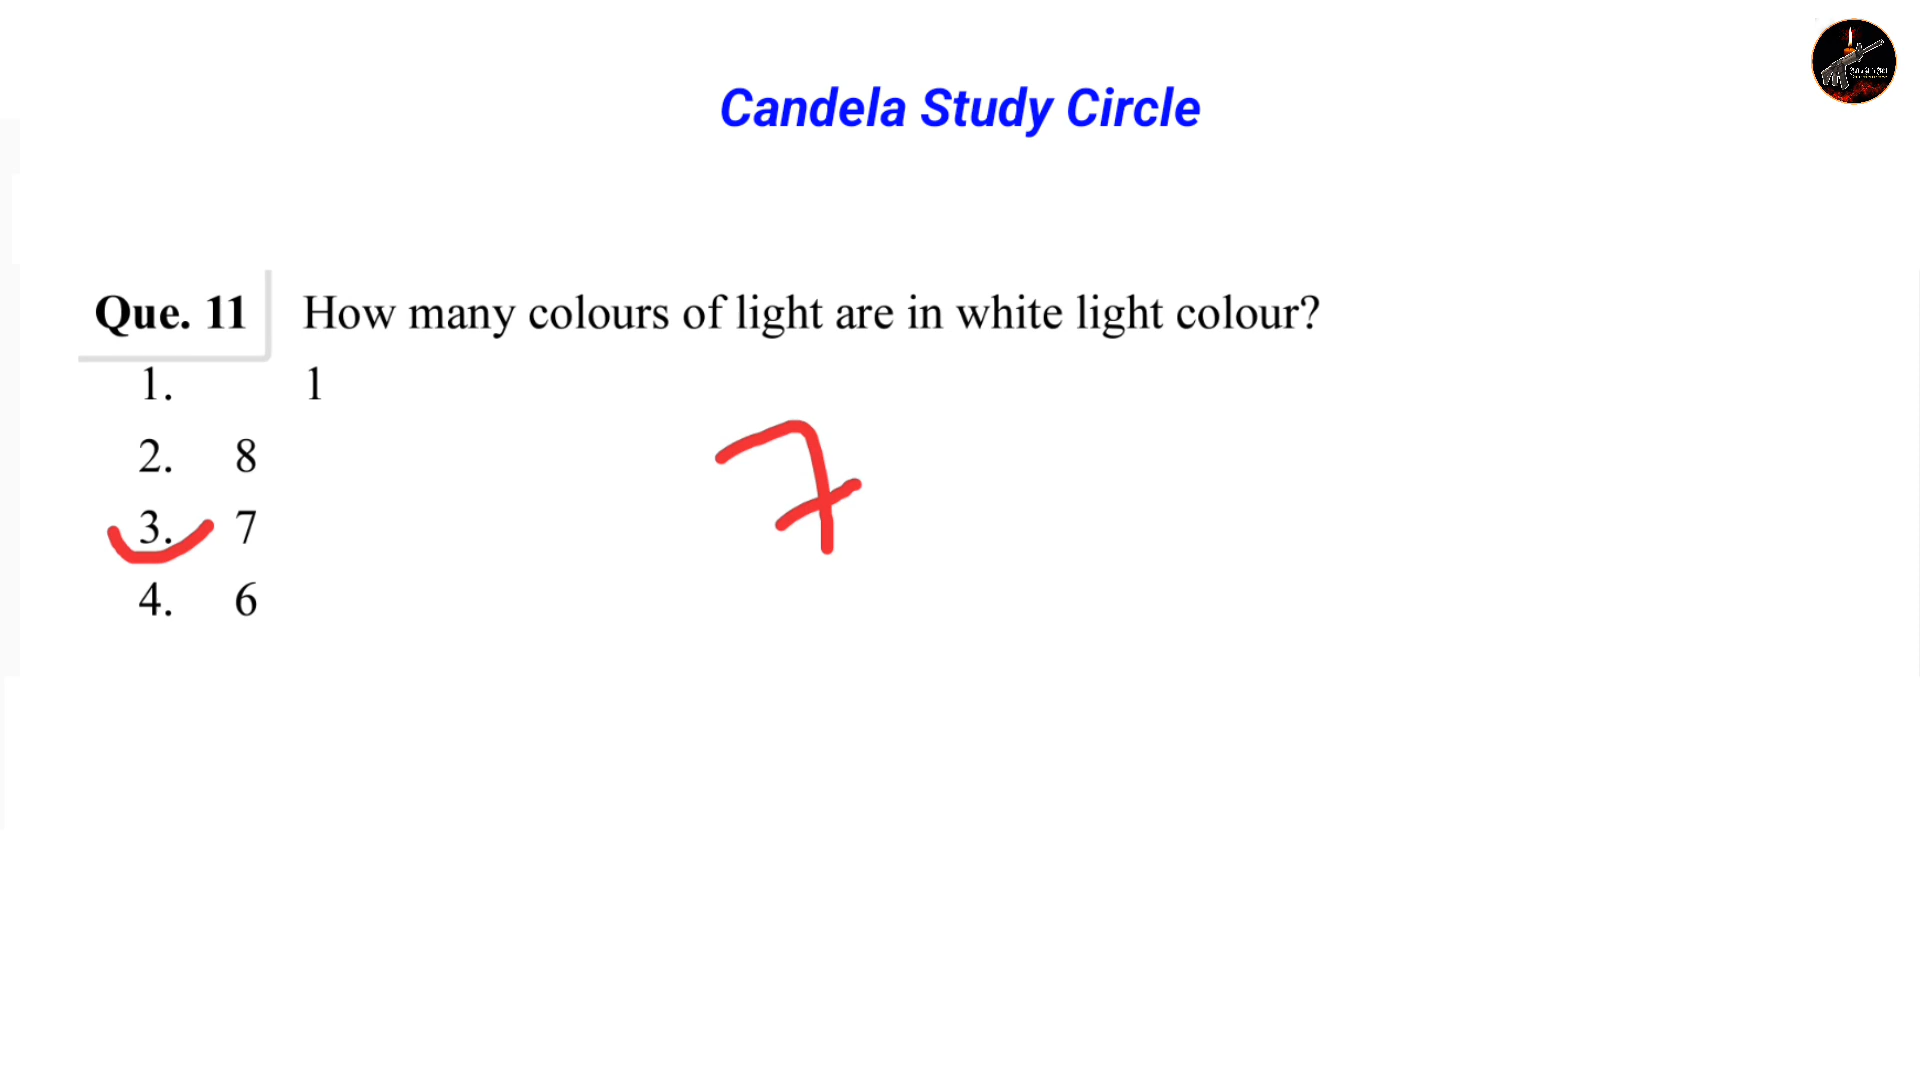 Candela Study Circle
Que. 11 How many colours of light are in white light colour?
1. 1
2. 8
3. 7
4. 6
7